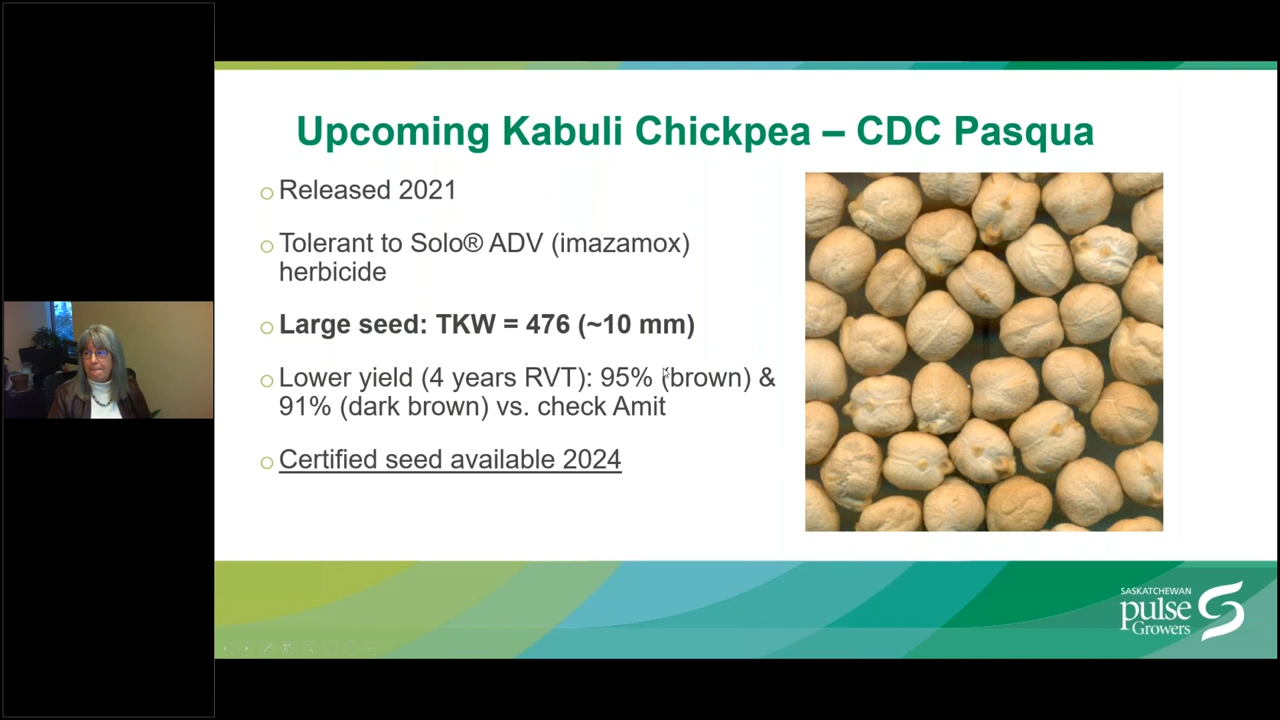 Upcoming Kabuli Chickpea – CDC Pasqua
Released 2021
Tolerant to Solo® ADV (imazamox)
herbicide
Large seed: TKW = 476 (~10 mm)
Lower yield (4 years RVT): 95% (brown) &
91% (dark brown) vs. check Amit
Certified seed available 2024
SASKATCHEWAN
pulse
Growers